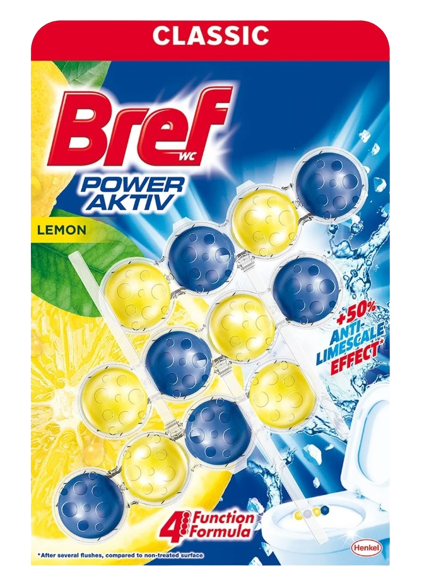 CLASSIC
Bref
WC
POWER
AKTIV
LEMON
+50%
ANTI-
LIMESCALE
EFFECT*
4 Function
Formula
Henkel
*After several flushes, compared to non-treated surface